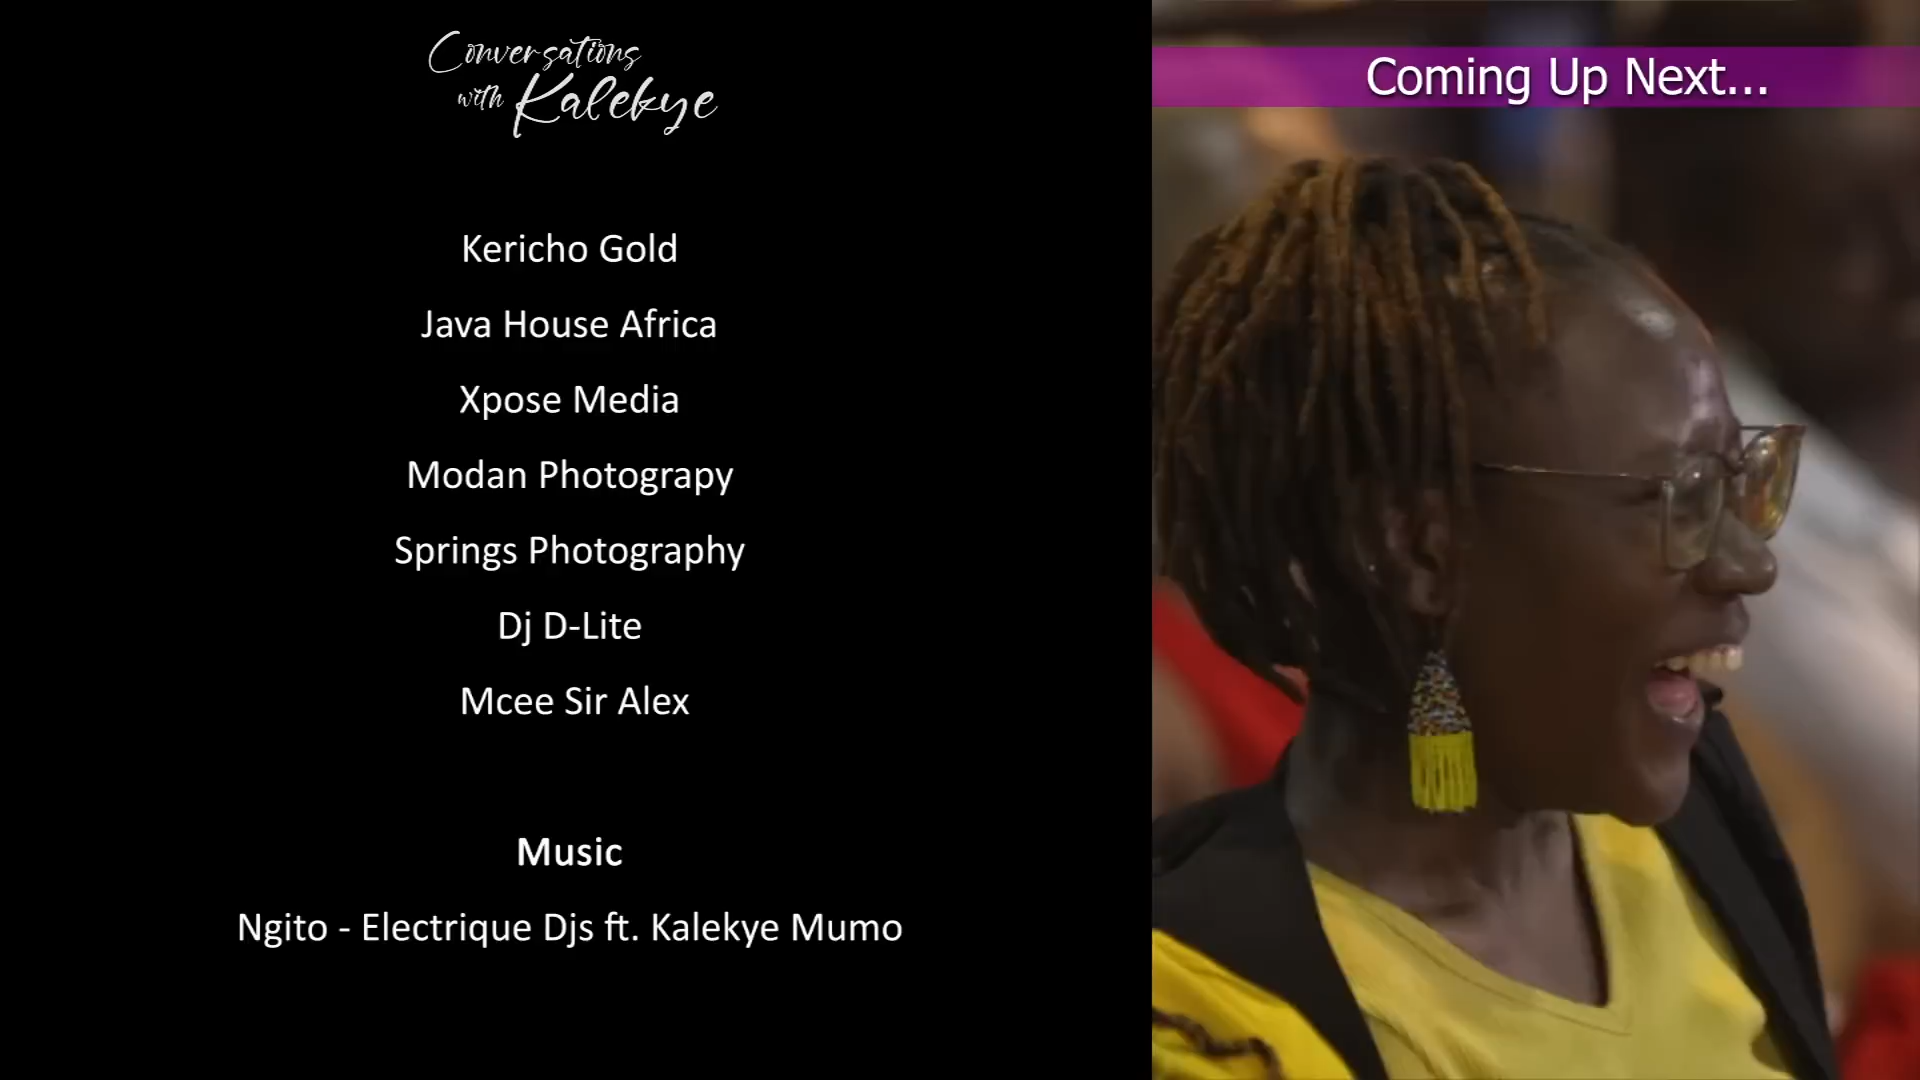 Conversations
with Kalekye
Coming Up Next...
Kericho Gold
Java House Africa
Xpose Media
Modan Photograpy
Springs Photography
Dj D-Lite
Mcee Sir Alex
Music
Ngito - Electrique Djs ft. Kalekye Mumo